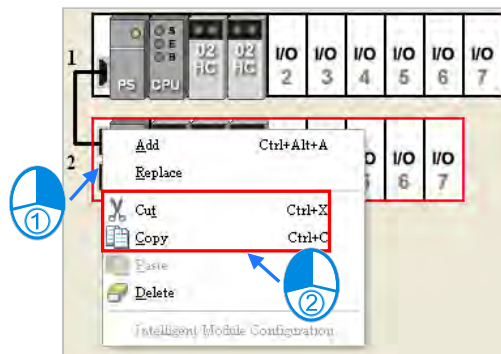 1
S
E
B
PS CPU
02 HC
02 HC
I/O 2
I/O 3
I/O 4
I/O 5
I/O 6
I/O 7
2
I/O
I/O 6
I/O 7
Add Ctrl+Alt+A
Replace
Cut Ctrl+X
Copy Ctrl+C
Paste
Delete
Intelligent Module Configuration
1
2